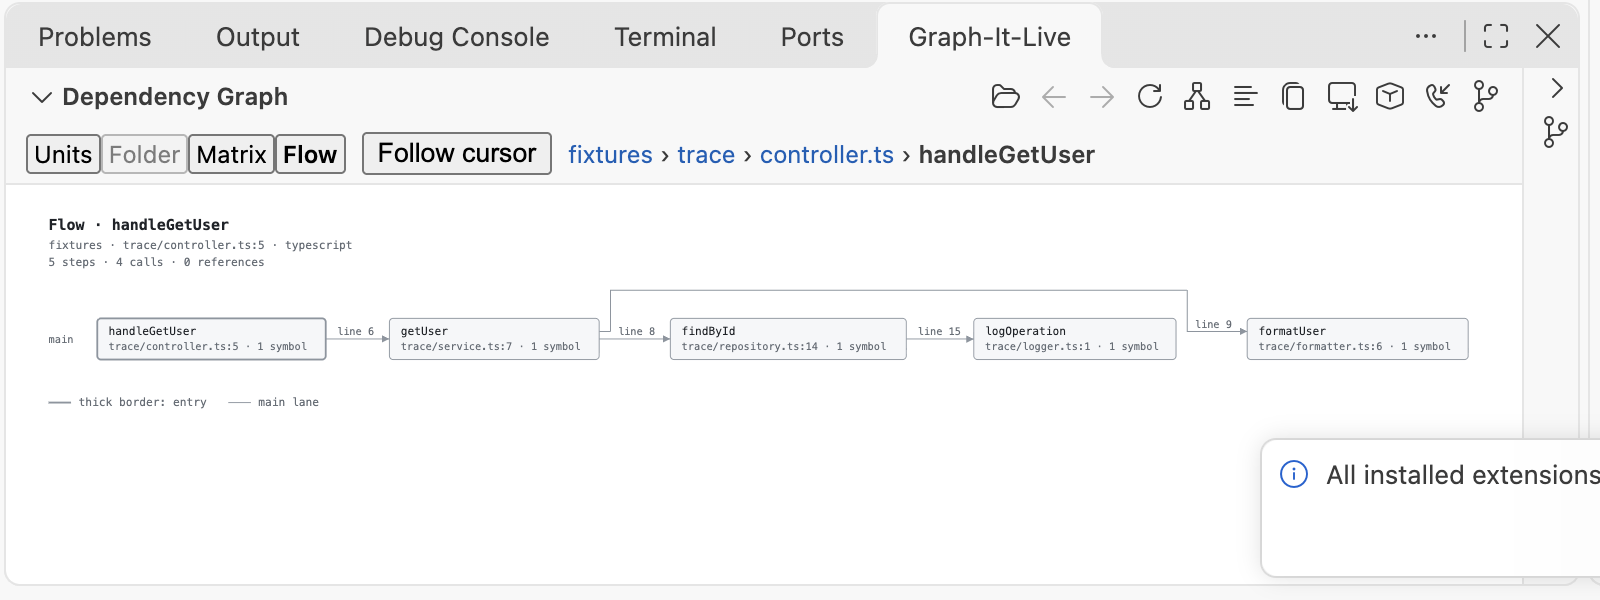 Problems Output Debug Console Terminal Ports Graph-It-Live
Dependency Graph
Units Folder Matrix Flow Follow cursor fixtures › trace › controller.ts › handleGetUser
Flow · handleGetUser
fixtures · trace/controller.ts:5 · typescript
5 steps · 4 calls · 0 references
main
handleGetUser
trace/controller.ts:5 · 1 symbol
line 6
getUser
trace/service.ts:7 · 1 symbol
line 8
findById
trace/repository.ts:14 · 1 symbol
line 15
logOperation
trace/logger.ts:1 · 1 symbol
line 9
formatUser
trace/formatter.ts:6 · 1 symbol
thick border: entry main lane
All installed extensions